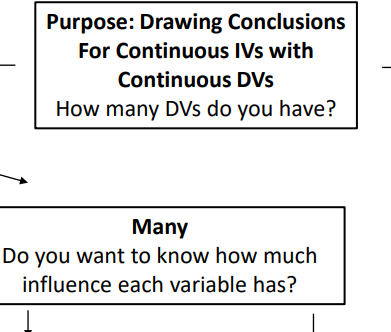 Purpose: Drawing Conclusions
For Continuous IVs with
Continuous DVs
How many DVs do you have?
Many
Do you want to know how much
influence each variable has?